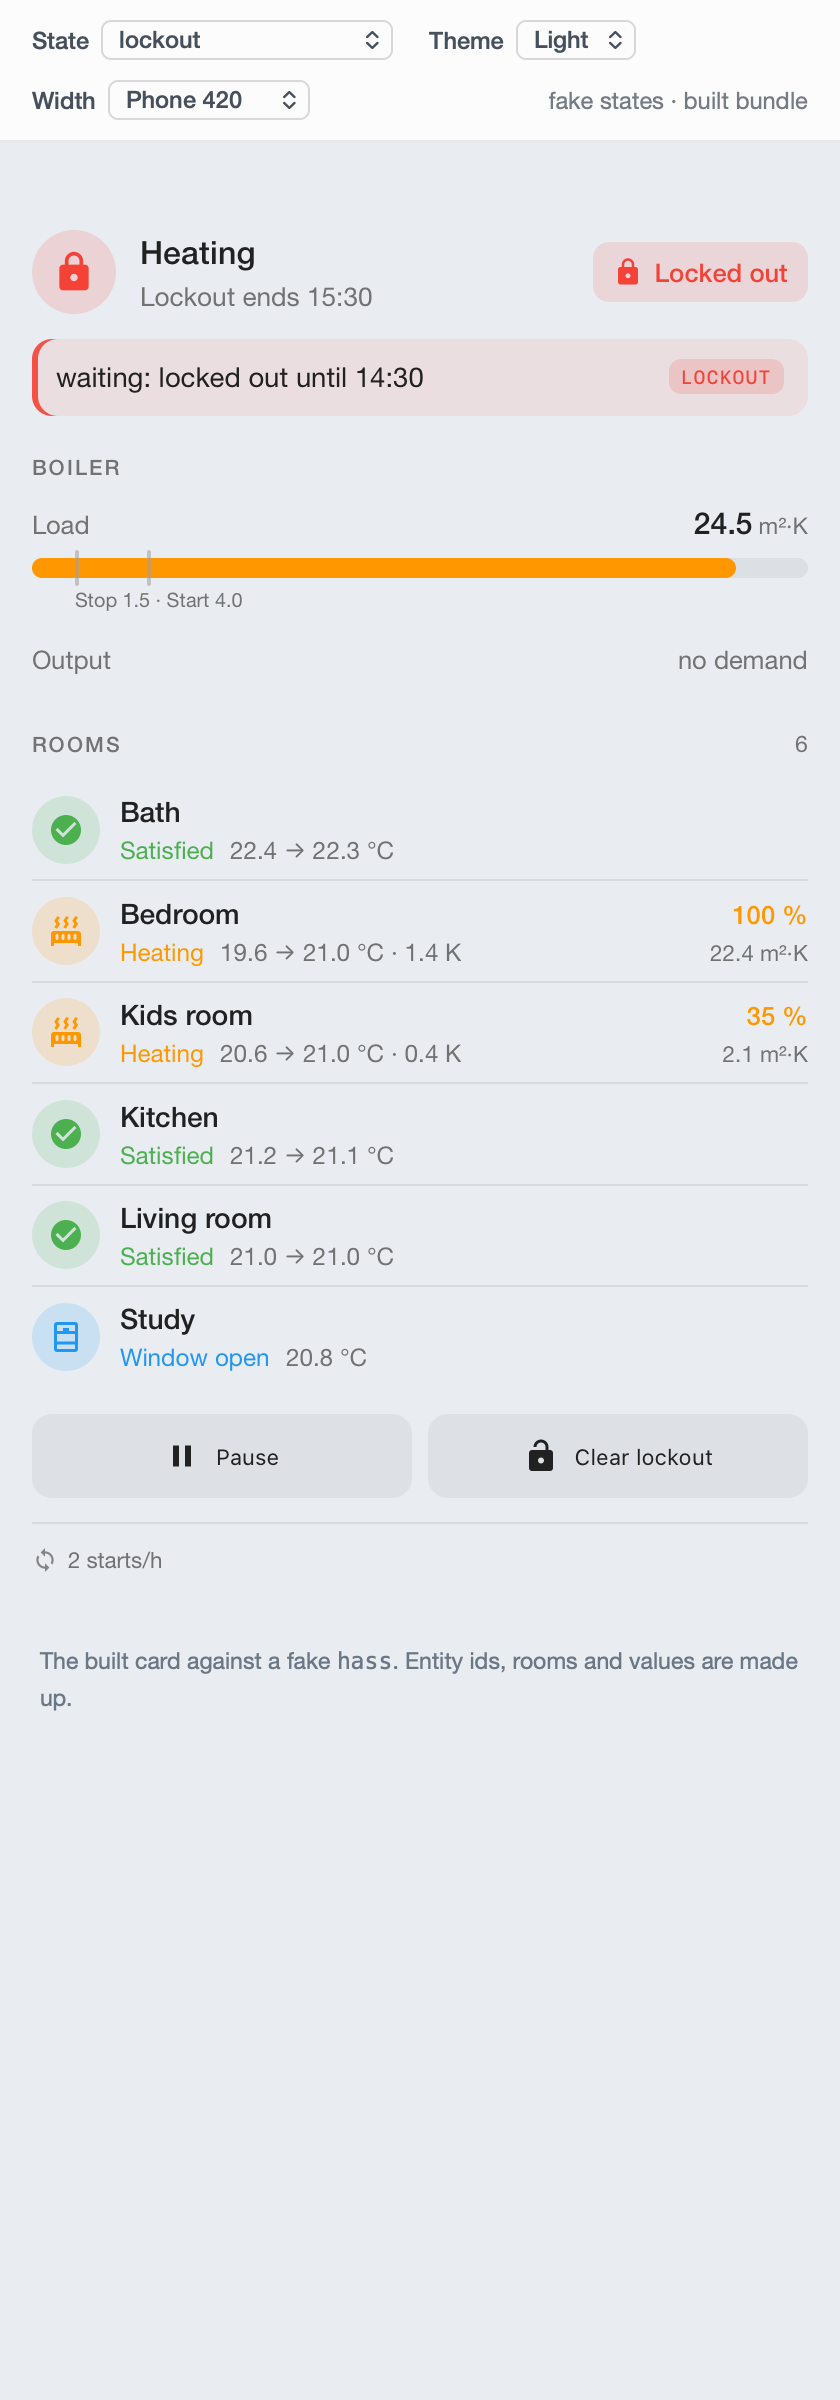 State lockout Theme Light
Width Phone 420 fake states · built bundle
Heating
Lockout ends 15:30
Locked out
waiting: locked out until 14:30 LOCKOUT
BOILER
Load 24.5 m²·K
Stop 1.5 · Start 4.0
Output no demand
ROOMS 6
Bath
Satisfied 22.4 → 22.3 °C
Bedroom 100 %
Heating 19.6 → 21.0 °C · 1.4 K 22.4 m²·K
Kids room 35 %
Heating 20.6 → 21.0 °C · 0.4 K 2.1 m²·K
Kitchen
Satisfied 21.2 → 21.1 °C
Living room
Satisfied 21.0 → 21.0 °C
Study
Window open 20.8 °C
Pause Clear lockout
2 starts/h
The built card against a fake hass. Entity ids, rooms and values are made
up.